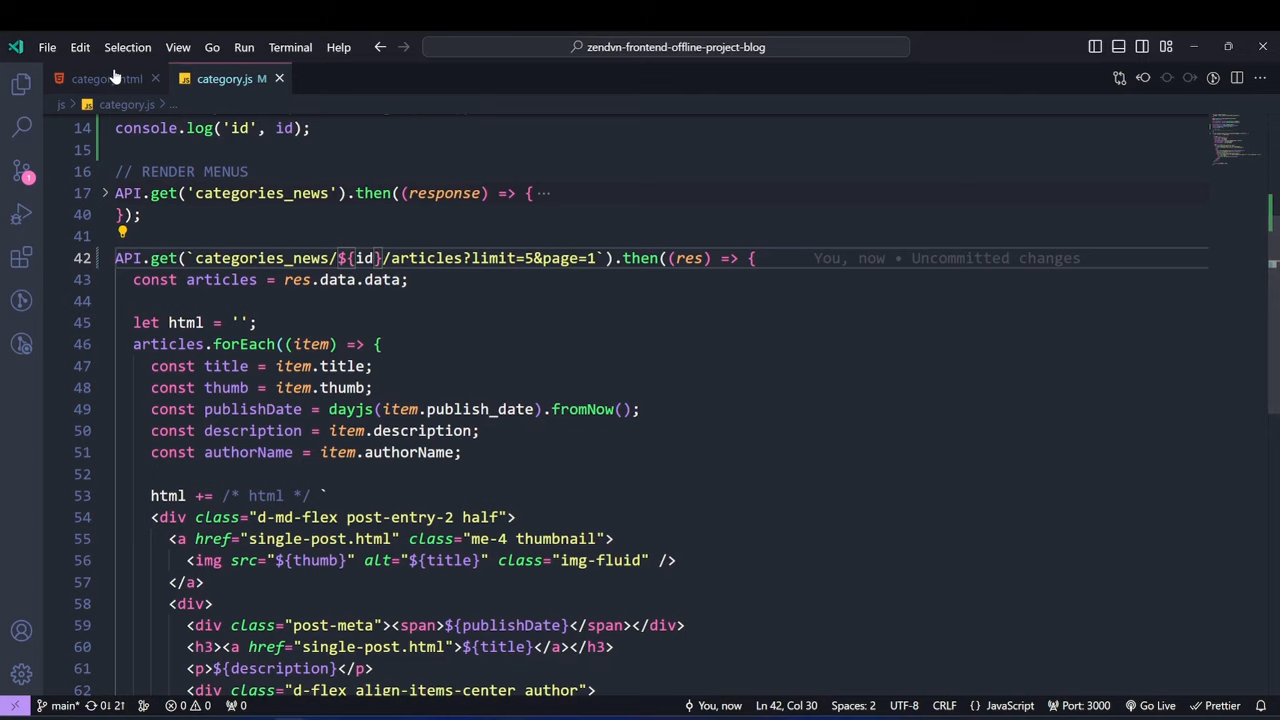 File Edit Selection View Go Run Terminal Help zendvn-frontend-offline-project-blog
category.html JS category.js M
js > JS category.js > ...
14 console.log('id', id);
15
16 // RENDER MENUS
17 API.get('categories_news').then((response) => { ...
40 });
41
42 API.get(`categories_news/${id}/articles?limit=5&page=1`).then((res) => { You, now • Uncommitted changes
43 const articles = res.data.data;
44
45 let html = '';
46 articles.forEach((item) => {
47 const title = item.title;
48 const thumb = item.thumb;
49 const publishDate = dayjs(item.publish_date).fromNow();
50 const description = item.description;
51 const authorName = item.authorName;
52
53 html += /* html */ `
54 <div class="d-md-flex post-entry-2 half">
55 <a href="single-post.html" class="me-4 thumbnail">
56 <img src="${thumb}" alt="${title}" class="img-fluid" />
57 </a>
58 <div>
59 <div class="post-meta"><span>${publishDate}</span></div>
60 <h3><a href="single-post.html">${title}</a></h3>
61 <p>${description}</p>
62 <div class="d-flex align-items-center author">
1
main* 0↓ 2↑ 0 0 0 You, now Ln 42, Col 30 Spaces: 2 UTF-8 CRLF {} JavaScript Go Live Port: 3000 Prettier